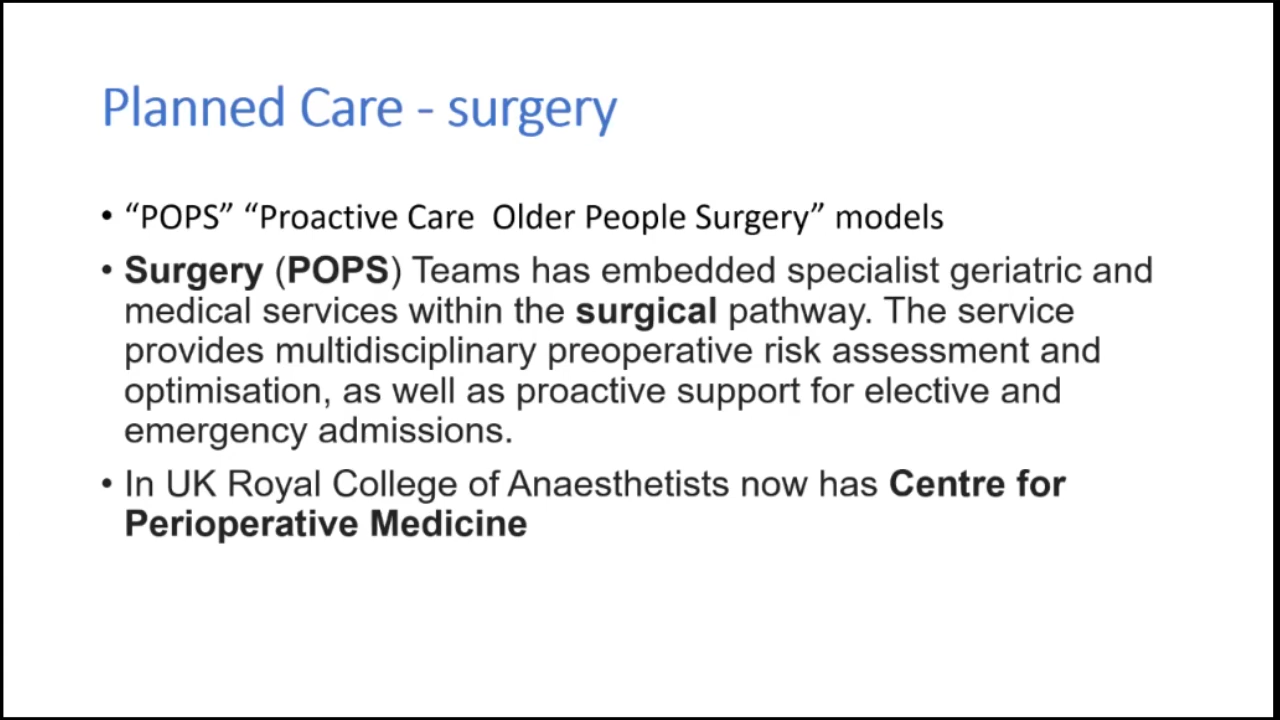 Planned Care - surgery
• “POPS” “Proactive Care  Older People Surgery” models
• Surgery (POPS) Teams has embedded specialist geriatric and
medical services within the surgical pathway. The service
provides multidisciplinary preoperative risk assessment and
optimisation, as well as proactive support for elective and
emergency admissions.
• In UK Royal College of Anaesthetists now has Centre for
Perioperative Medicine